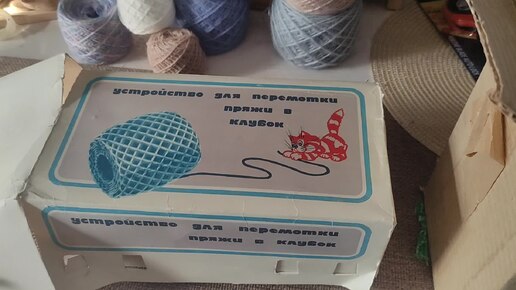 устройство для перемотки
пряжи в
клубок
устройство для перемотки
пряжи в клубок